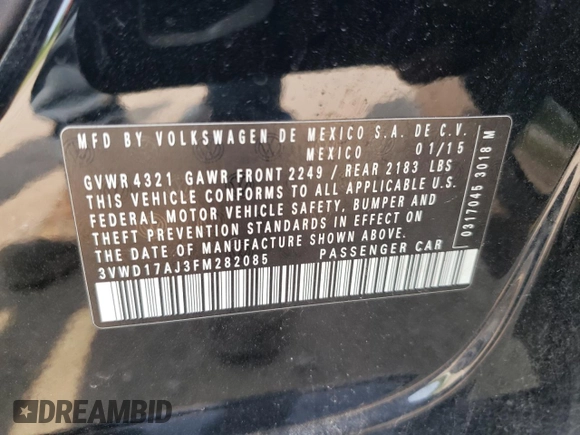 MFD BY VOLKSWAGEN DE MEXICO S.A. DE C.V.
MEXICO 01/15
GVWR 4321 GAWR FRONT 2249 / REAR 2183 LBS
THIS VEHICLE CONFORMS TO ALL APPLICABLE U.S.
FEDERAL MOTOR VEHICLE SAFETY, BUMPER AND
THEFT PREVENTION STANDARDS IN EFFECT ON
THE DATE OF MANUFACTURE SHOWN ABOVE.
3VWD17AJ3FM282085 PASSENGER CAR
0317045 3018 M
DREAMBID